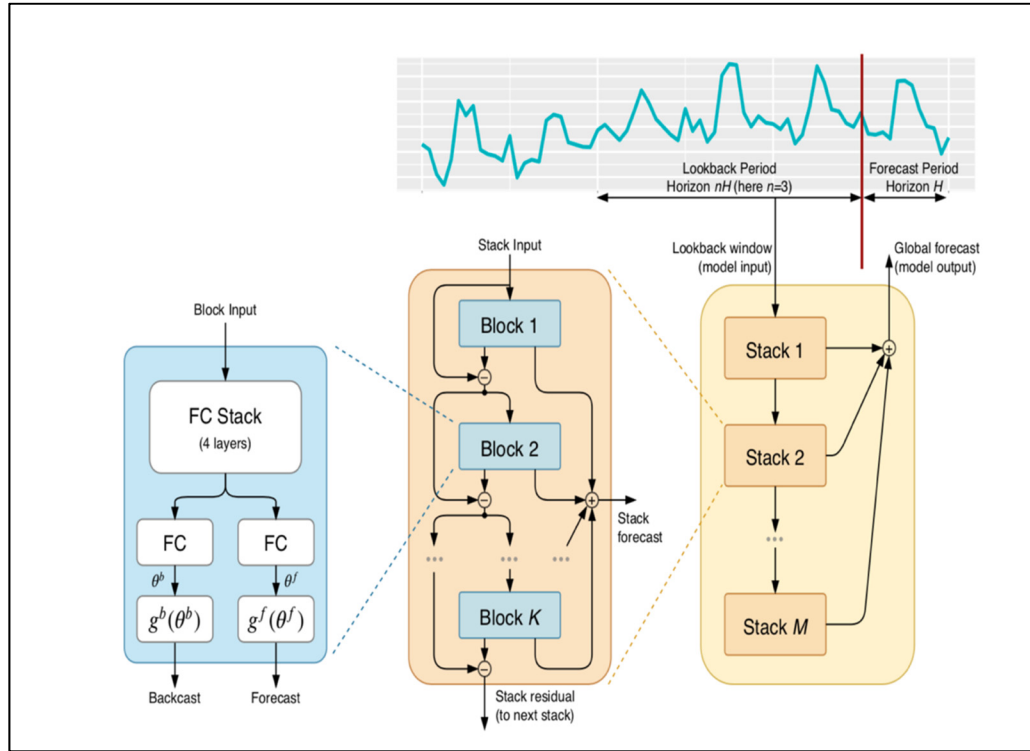 Lookback Period
Horizon nH (here n=3)
Forecast Period
Horizon H
Lookback window
(model input)
Global forecast
(model output)
Block Input
FC Stack
(4 layers)
FC
FC
θᵇ
θᶠ
gᵇ(θᵇ)
gᶠ(θᶠ)
Backcast
Forecast
Stack Input
Block 1
−
Block 2
−
+
Stack
forecast
...
...
...
Block K
−
Stack residual
(to next stack)
Stack 1
+
Stack 2
...
Stack M